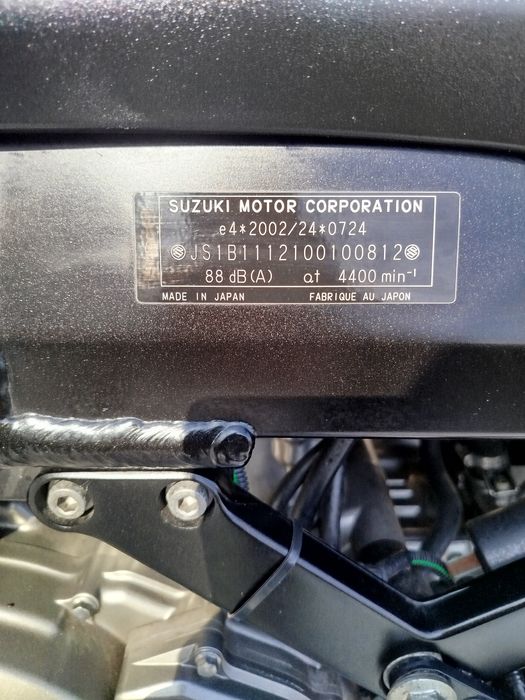 SUZUKI MOTOR CORPORATION
e4*2002/24*0724
JS1B1112100100812
88 dB(A) at 4400 min⁻¹
MADE IN JAPAN FABRIQUE AU JAPON